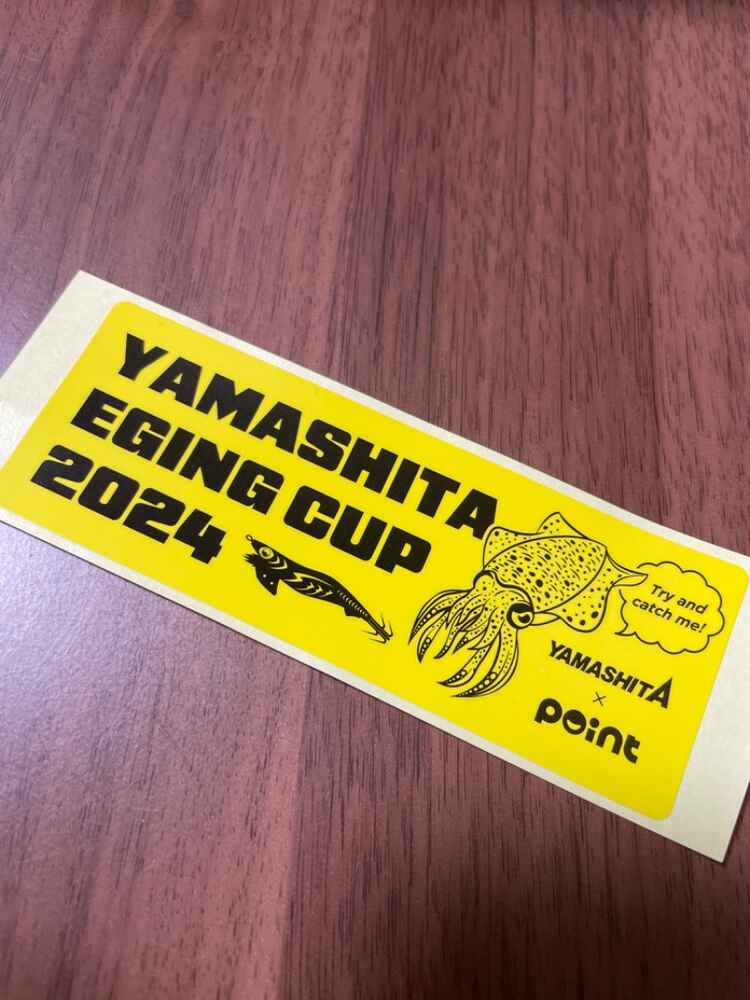 YAMASHITA
EGING CUP
2024
Try and
catch me!
YAMASHITA
×
point